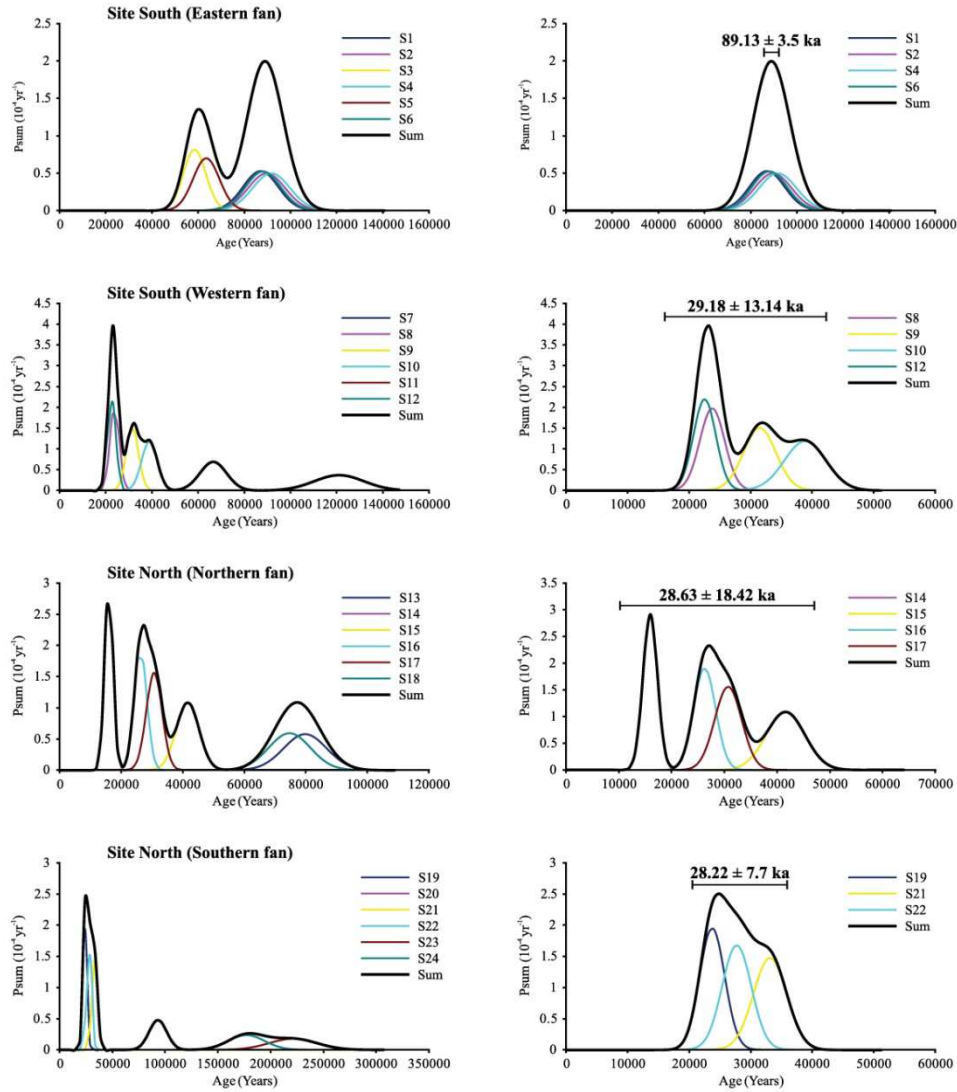 Site South (Eastern fan)
2.5
2
1.5
1
0.5
0
Psum (10⁻⁴ yr⁻¹)
0 20000 40000 60000 80000 100000 120000 140000 160000
Age (Years)
S1
S2
S3
S4
S5
S6
Sum
89.13 ± 3.5 ka
2.5
2
1.5
1
0.5
0
Psum (10⁻⁴ yr⁻¹)
0 20000 40000 60000 80000 100000 120000 140000 160000
Age (Years)
S1
S2
S4
S6
Sum
Site South (Western fan)
4.5
4
3.5
3
2.5
2
1.5
1
0.5
0
Psum (10⁻⁴ yr⁻¹)
0 20000 40000 60000 80000 100000 120000 140000 160000
Age (Years)
S7
S8
S9
S10
S11
S12
Sum
29.18 ± 13.14 ka
4.5
4
3.5
3
2.5
2
1.5
1
0.5
0
Psum (10⁻⁴ yr⁻¹)
0 10000 20000 30000 40000 50000 60000
Age (Years)
S8
S9
S10
S12
Sum
Site North (Northern fan)
3
2.5
2
1.5
1
0.5
0
Psum (10⁻⁴ yr⁻¹)
0 20000 40000 60000 80000 100000 120000
Age (Years)
S13
S14
S15
S16
S17
S18
Sum
28.63 ± 18.42 ka
3.5
3
2.5
2
1.5
1
0.5
0
Psum (10⁻⁴ yr⁻¹)
0 10000 20000 30000 40000 50000 60000 70000
Age (Years)
S14
S15
S16
S17
Sum
Site North (Southern fan)
3
2.5
2
1.5
1
0.5
0
Psum (10⁻⁴ yr⁻¹)
0 50000 100000 150000 200000 250000 300000 350000
Age (Years)
S19
S20
S21
S22
S23
S24
Sum
28.22 ± 7.7 ka
3
2.5
2
1.5
1
0.5
0
Psum (10⁻⁴ yr⁻¹)
0 10000 20000 30000 40000 50000 60000
Age (Years)
S19
S21
S22
Sum